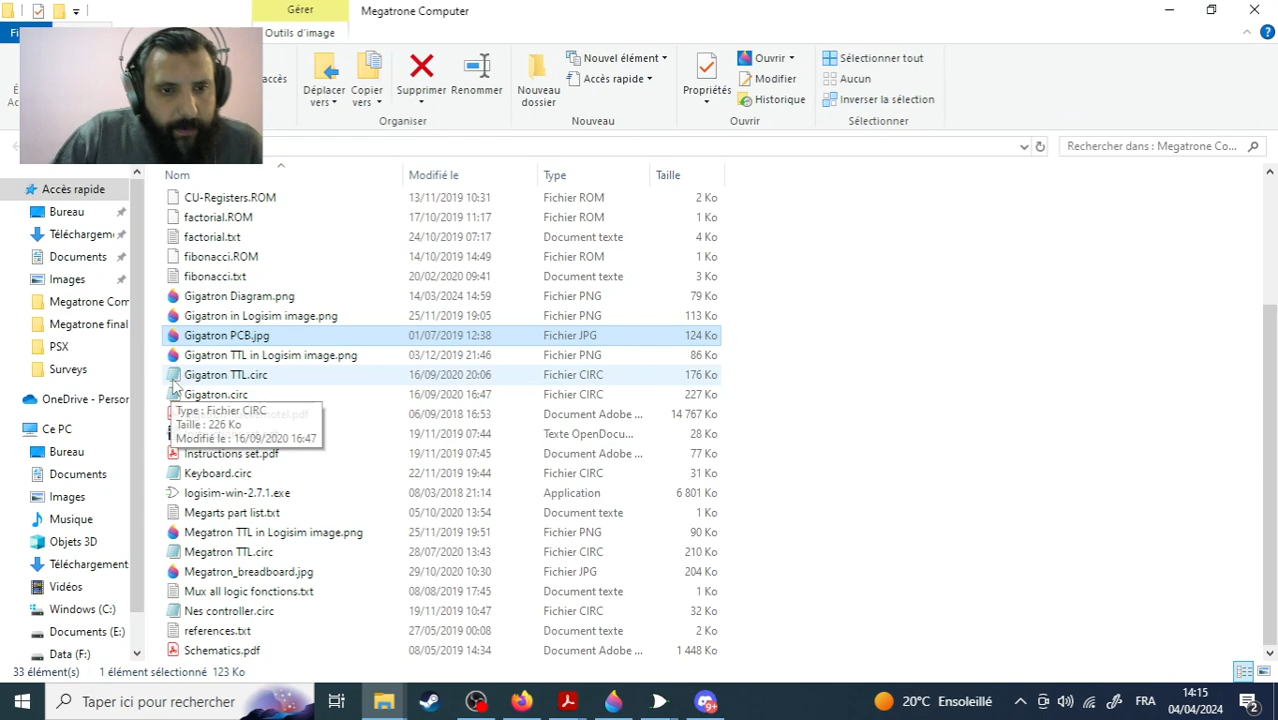 Gérer
Megatrone Computer
Fi
Outils d'image
É
Ac
accès
Déplacer vers
Copier vers
Supprimer
Renommer
Nouveau dossier
Nouvel élément
Accès rapide
Propriétés
Ouvrir
Modifier
Historique
Sélectionner tout
Aucun
Inverser la sélection
Organiser
Nouveau
Ouvrir
Sélectionner
Rechercher dans : Megatrone Co...
Nom Modifié le Type Taille
Accès rapide
Bureau
Téléchargem
Documents
Images
Megatrone Com
Megatrone final
PSX
Surveys
OneDrive - Person
Ce PC
Bureau
Documents
Images
Musique
Objets 3D
Téléchargement
Vidéos
Windows (C:)
Documents (E:)
Data (F:)
CU-Registers.ROM 13/11/2019 10:31 Fichier ROM 2 Ko
factorial.ROM 17/10/2019 11:17 Fichier ROM 1 Ko
factorial.txt 24/10/2019 07:17 Document texte 4 Ko
fibonacci.ROM 14/10/2019 14:49 Fichier ROM 1 Ko
fibonacci.txt 20/02/2020 09:41 Document texte 3 Ko
Gigatron Diagram.png 14/03/2024 14:59 Fichier PNG 79 Ko
Gigatron in Logisim image.png 25/11/2019 19:05 Fichier PNG 113 Ko
Gigatron PCB.jpg 01/07/2019 12:38 Fichier JPG 124 Ko
Gigatron TTL in Logisim image.png 03/12/2019 21:46 Fichier PNG 86 Ko
Gigatron TTL.circ 16/09/2020 20:06 Fichier CIRC 176 Ko
Gigatron.circ 16/09/2020 16:47 Fichier CIRC 227 Ko
06/09/2018 16:53 Document Adobe ... 14 767 Ko
19/11/2019 07:44 Texte OpenDocu... 28 Ko
Instructions set.pdf 19/11/2019 07:45 Document Adobe ... 77 Ko
Keyboard.circ 22/11/2019 19:44 Fichier CIRC 31 Ko
logisim-win-2.7.1.exe 08/03/2018 21:14 Application 6 801 Ko
Megarts part list.txt 05/10/2020 13:54 Document texte 1 Ko
Megatron TTL in Logisim image.png 25/11/2019 19:51 Fichier PNG 90 Ko
Megatron TTL.circ 28/07/2020 13:43 Fichier CIRC 210 Ko
Megatron_breadboard.jpg 29/10/2020 10:30 Fichier JPG 204 Ko
Mux all logic fonctions.txt 08/08/2019 17:45 Document texte 1 Ko
Nes controller.circ 19/11/2019 10:47 Fichier CIRC 32 Ko
references.txt 27/05/2019 00:08 Document texte 2 Ko
Schematics.pdf 08/05/2019 14:34 Document Adobe ... 1 448 Ko
Type : Fichier CIRC
Taille : 226 Ko
Modifié le : 16/09/2020 16:47
33 élément(s) 1 élément sélectionné 123 Ko
Taper ici pour rechercher
9+
20°C Ensoleillé
FRA
14:15
04/04/2024
2